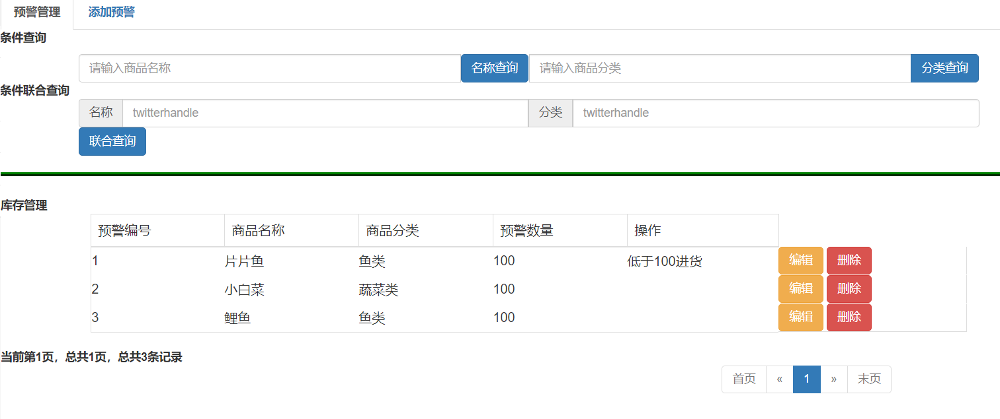 预警管理 添加预警
条件查询
请输入商品名称 名称查询 请输入商品分类 分类查询
条件联合查询
名称 twitterhandle 分类 twitterhandle
联合查询
库存管理
预警编号 商品名称 商品分类 预警数量 操作
1 片片鱼 鱼类 100 低于100进货 编辑 删除
2 小白菜 蔬菜类 100 编辑 删除
3 鲤鱼 鱼类 100 编辑 删除
当前第1页，总共1页，总共3条记录
首页 « 1 » 末页